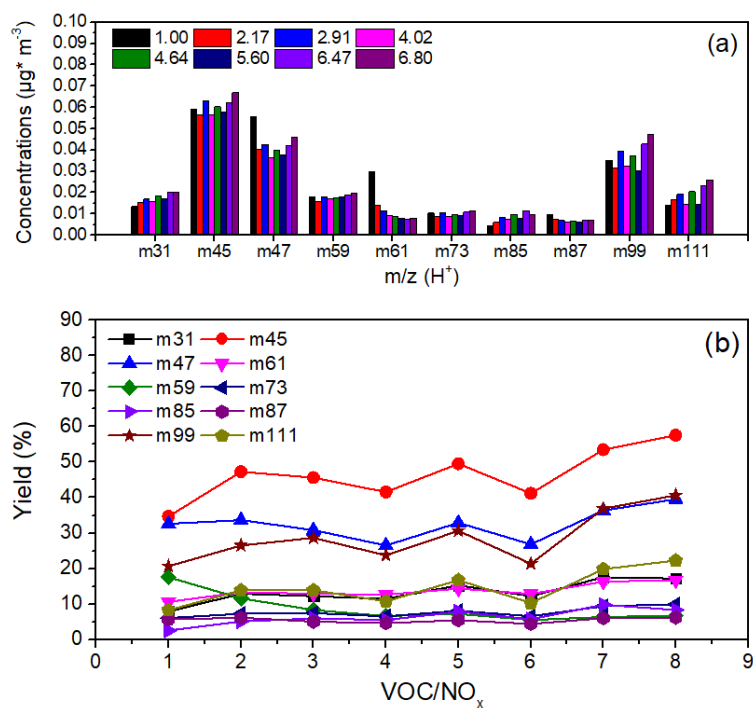 0.10
0.09
0.08
0.07
0.06
0.05
0.04
0.03
0.02
0.01
0.00
Concentrations (µg* m⁻³)
1.00 2.17 2.91 4.02
4.64 5.60 6.47 6.80
(a)
m31 m45 m47 m59 m61 m73 m85 m87 m99 m111
m/z (H⁺)
90
80
70
60
50
40
30
20
10
0
Yield (%)
(b)
m31 m45
m47 m61
m59 m73
m85 m87
m99 m111
0 1 2 3 4 5 6 7 8 9
VOC/NOₓ